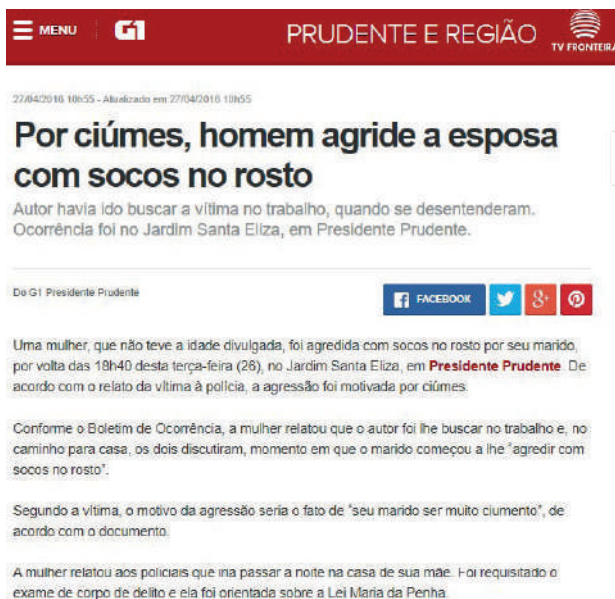 MENU G1 PRUDENTE E REGIÃO TV FRONTEIRA
27/04/2016 10h55 - Atualizado em 27/04/2016 10h55
Por ciúmes, homem agride a esposa
com socos no rosto
Autor havia ido buscar a vítima no trabalho, quando se desentenderam.
Ocorrência foi no Jardim Santa Eliza, em Presidente Prudente.
Do G1 Presidente Prudente
FACEBOOK
Uma mulher, que não teve a idade divulgada, foi agredida com socos no rosto por seu marido,
por volta das 18h40 desta terça-feira (26), no Jardim Santa Eliza, em Presidente Prudente. De
acordo com o relato da vítima à polícia, a agressão foi motivada por ciúmes.
Conforme o Boletim de Ocorrência, a mulher relatou que o autor foi lhe buscar no trabalho e, no
caminho para casa, os dois discutiram, momento em que o marido começou a lhe "agredir com
socos no rosto".
Segundo a vítima, o motivo da agressão seria o fato de "seu marido ser muito ciumento", de
acordo com o documento.
A mulher relatou aos policiais que iria passar a noite na casa de sua mãe. Foi requisitado o
exame de corpo de delito e ela foi orientada sobre a Lei Maria da Penha.